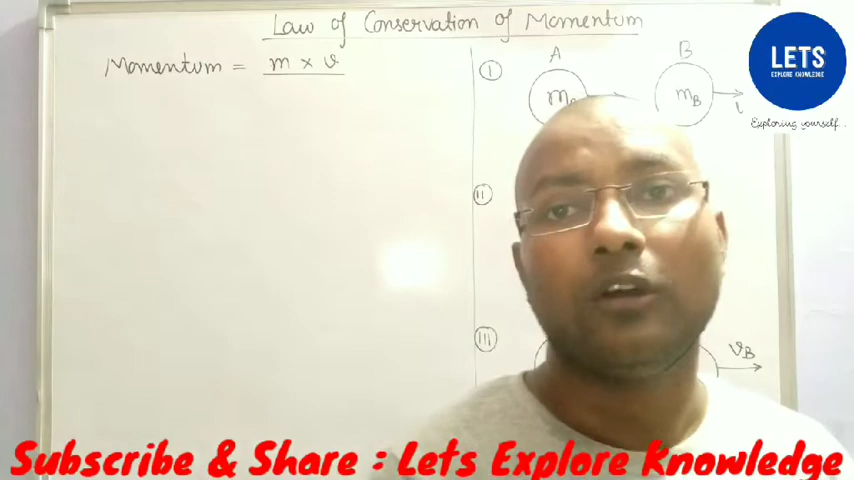 Law of Conservation of Momentum
Momentum = m × v
I
A
B
m
mB
II
III
vB
LETS
EXPLORE KNOWLEDGE
Exploring yourself...
Subscribe & Share : Lets Explore Knowledge